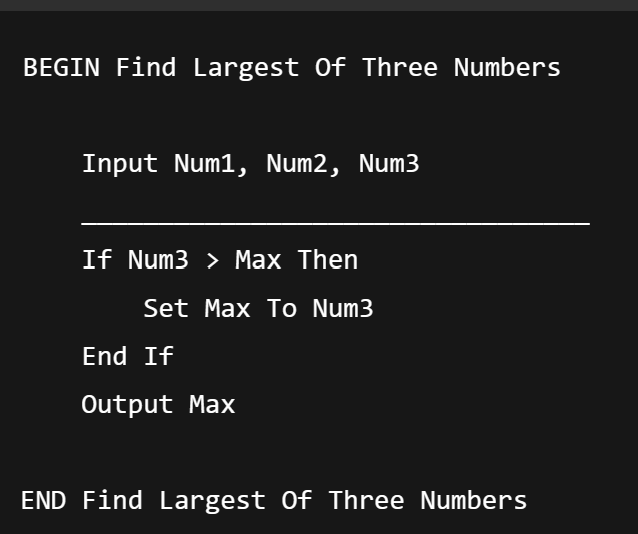 BEGIN Find Largest Of Three Numbers
Input Num1, Num2, Num3
_________________________________
If Num3 > Max Then
Set Max To Num3
End If
Output Max
END Find Largest Of Three Numbers